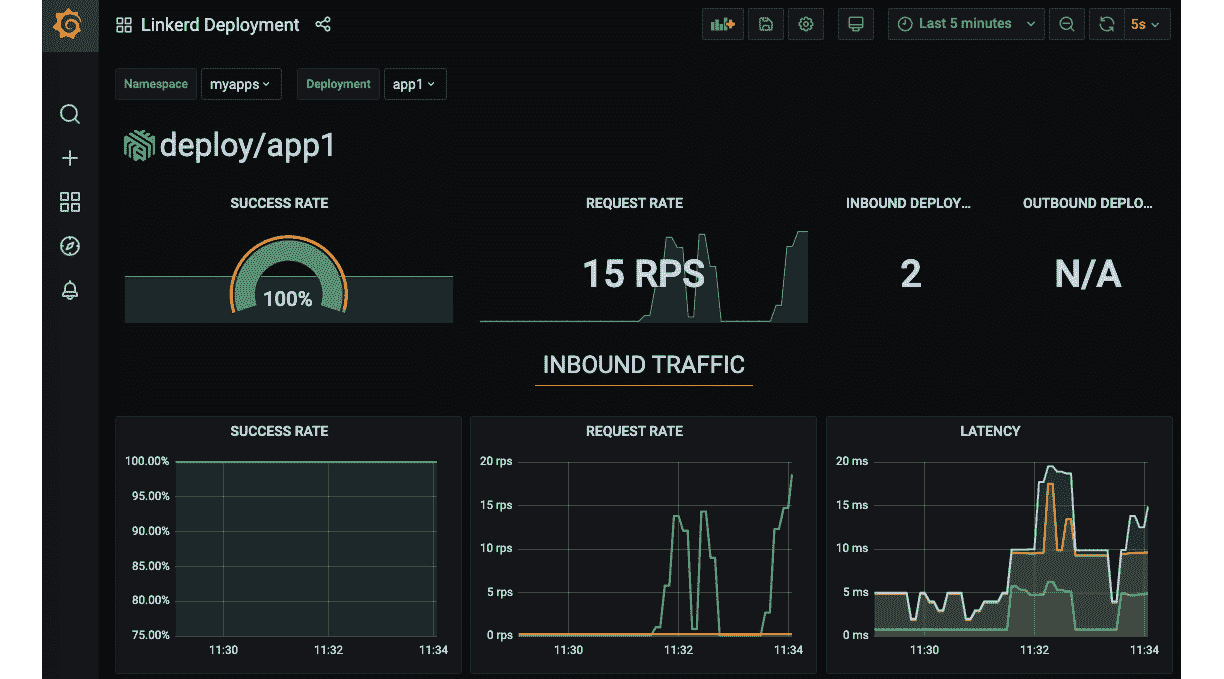 Linkerd Deployment
Last 5 minutes
5s
Namespace myapps Deployment app1
deploy/app1
SUCCESS RATE
100%
REQUEST RATE
15 RPS
INBOUND DEPLOY...
2
OUTBOUND DEPLO...
N/A
INBOUND TRAFFIC
SUCCESS RATE
100.00%
95.00%
90.00%
85.00%
80.00%
75.00%
11:30 11:32 11:34
REQUEST RATE
20 rps
15 rps
10 rps
5 rps
0 rps
11:30 11:32 11:34
LATENCY
20 ms
15 ms
10 ms
5 ms
0 ms
11:30 11:32 11:34